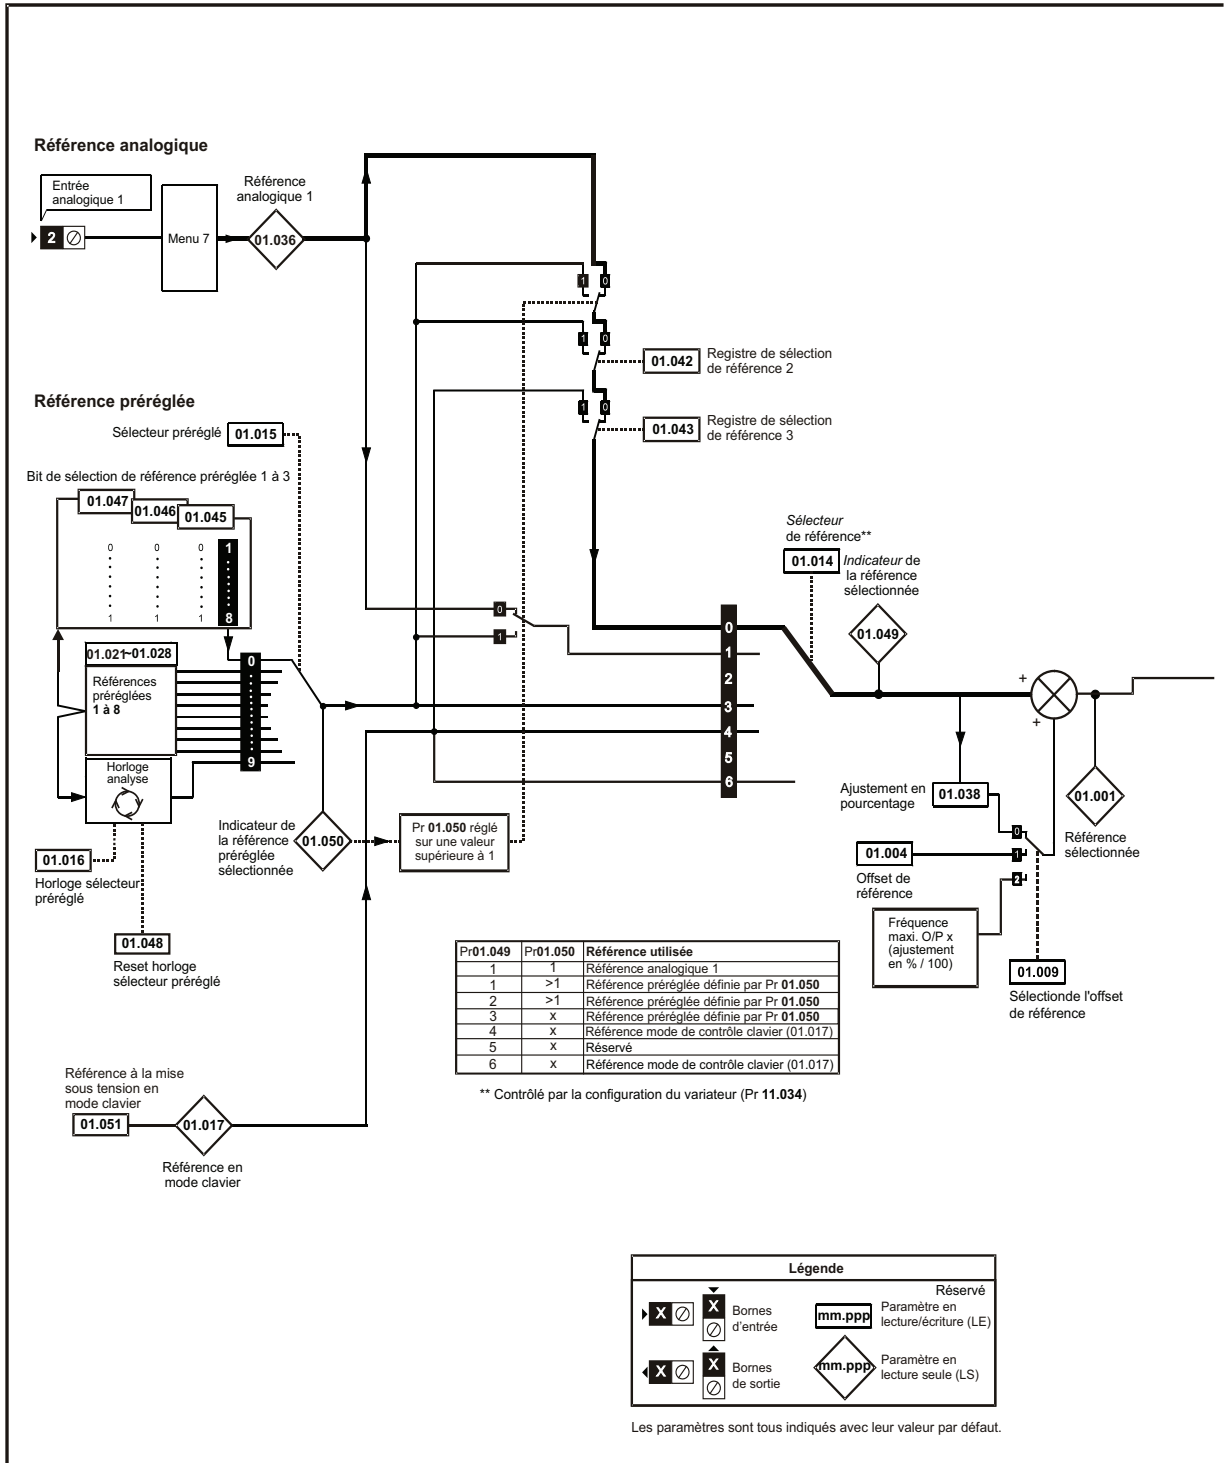 Référence analogique
Entrée
analogique 1
2
Menu 7
Référence
analogique 1
01.036
1 0
1 0
01.042
Registre de sélection
de référence 2
1 0
01.043
Registre de sélection
de référence 3
Référence préréglée
Sélecteur préréglé
01.015
Bit de sélection de référence préréglée 1 à 3
01.047
01.046
01.045
0 0 0 1
1 1 1 8
01.021~01.028
Références
préréglées
1 à 8
0
9
Horloge
analyse
01.016
Horloge sélecteur
préréglé
01.048
Reset horloge
sélecteur préréglé
Indicateur de
la référence
préréglée
sélectionnée
01.050
Pr 01.050 réglé
sur une valeur
supérieure à 1
0
1
0
1
2
3
4
5
6
Sélecteur
de référence**
01.014
Indicateur de
la référence
sélectionnée
01.049
+
+
Ajustement en
pourcentage
01.038
01.001
Référence
sélectionnée
0
1
2
01.004
Offset de
référence
Fréquence
maxi. O/P x
(ajustement
en % / 100)
01.009
Sélectionde l'offset
de référence
Pr01.049 Pr01.050 Référence utilisée
1 1 Référence analogique 1
1 >1 Référence préréglée définie par Pr 01.050
2 >1 Référence préréglée définie par Pr 01.050
3 x Référence préréglée définie par Pr 01.050
4 x Référence mode de contrôle clavier (01.017)
5 x Réservé
6 x Référence mode de contrôle clavier (01.017)
** Contrôlé par la configuration du variateur (Pr 11.034)
Référence à la mise
sous tension en
mode clavier
01.051
01.017
Référence en
mode clavier
Légende
Réservé
X
X
Bornes
d'entrée
mm.ppp
Paramètre en
lecture/écriture (LE)
X
X
Bornes
de sortie
mm.ppp
Paramètre en
lecture seule (LS)
Les paramètres sont tous indiqués avec leur valeur par défaut.